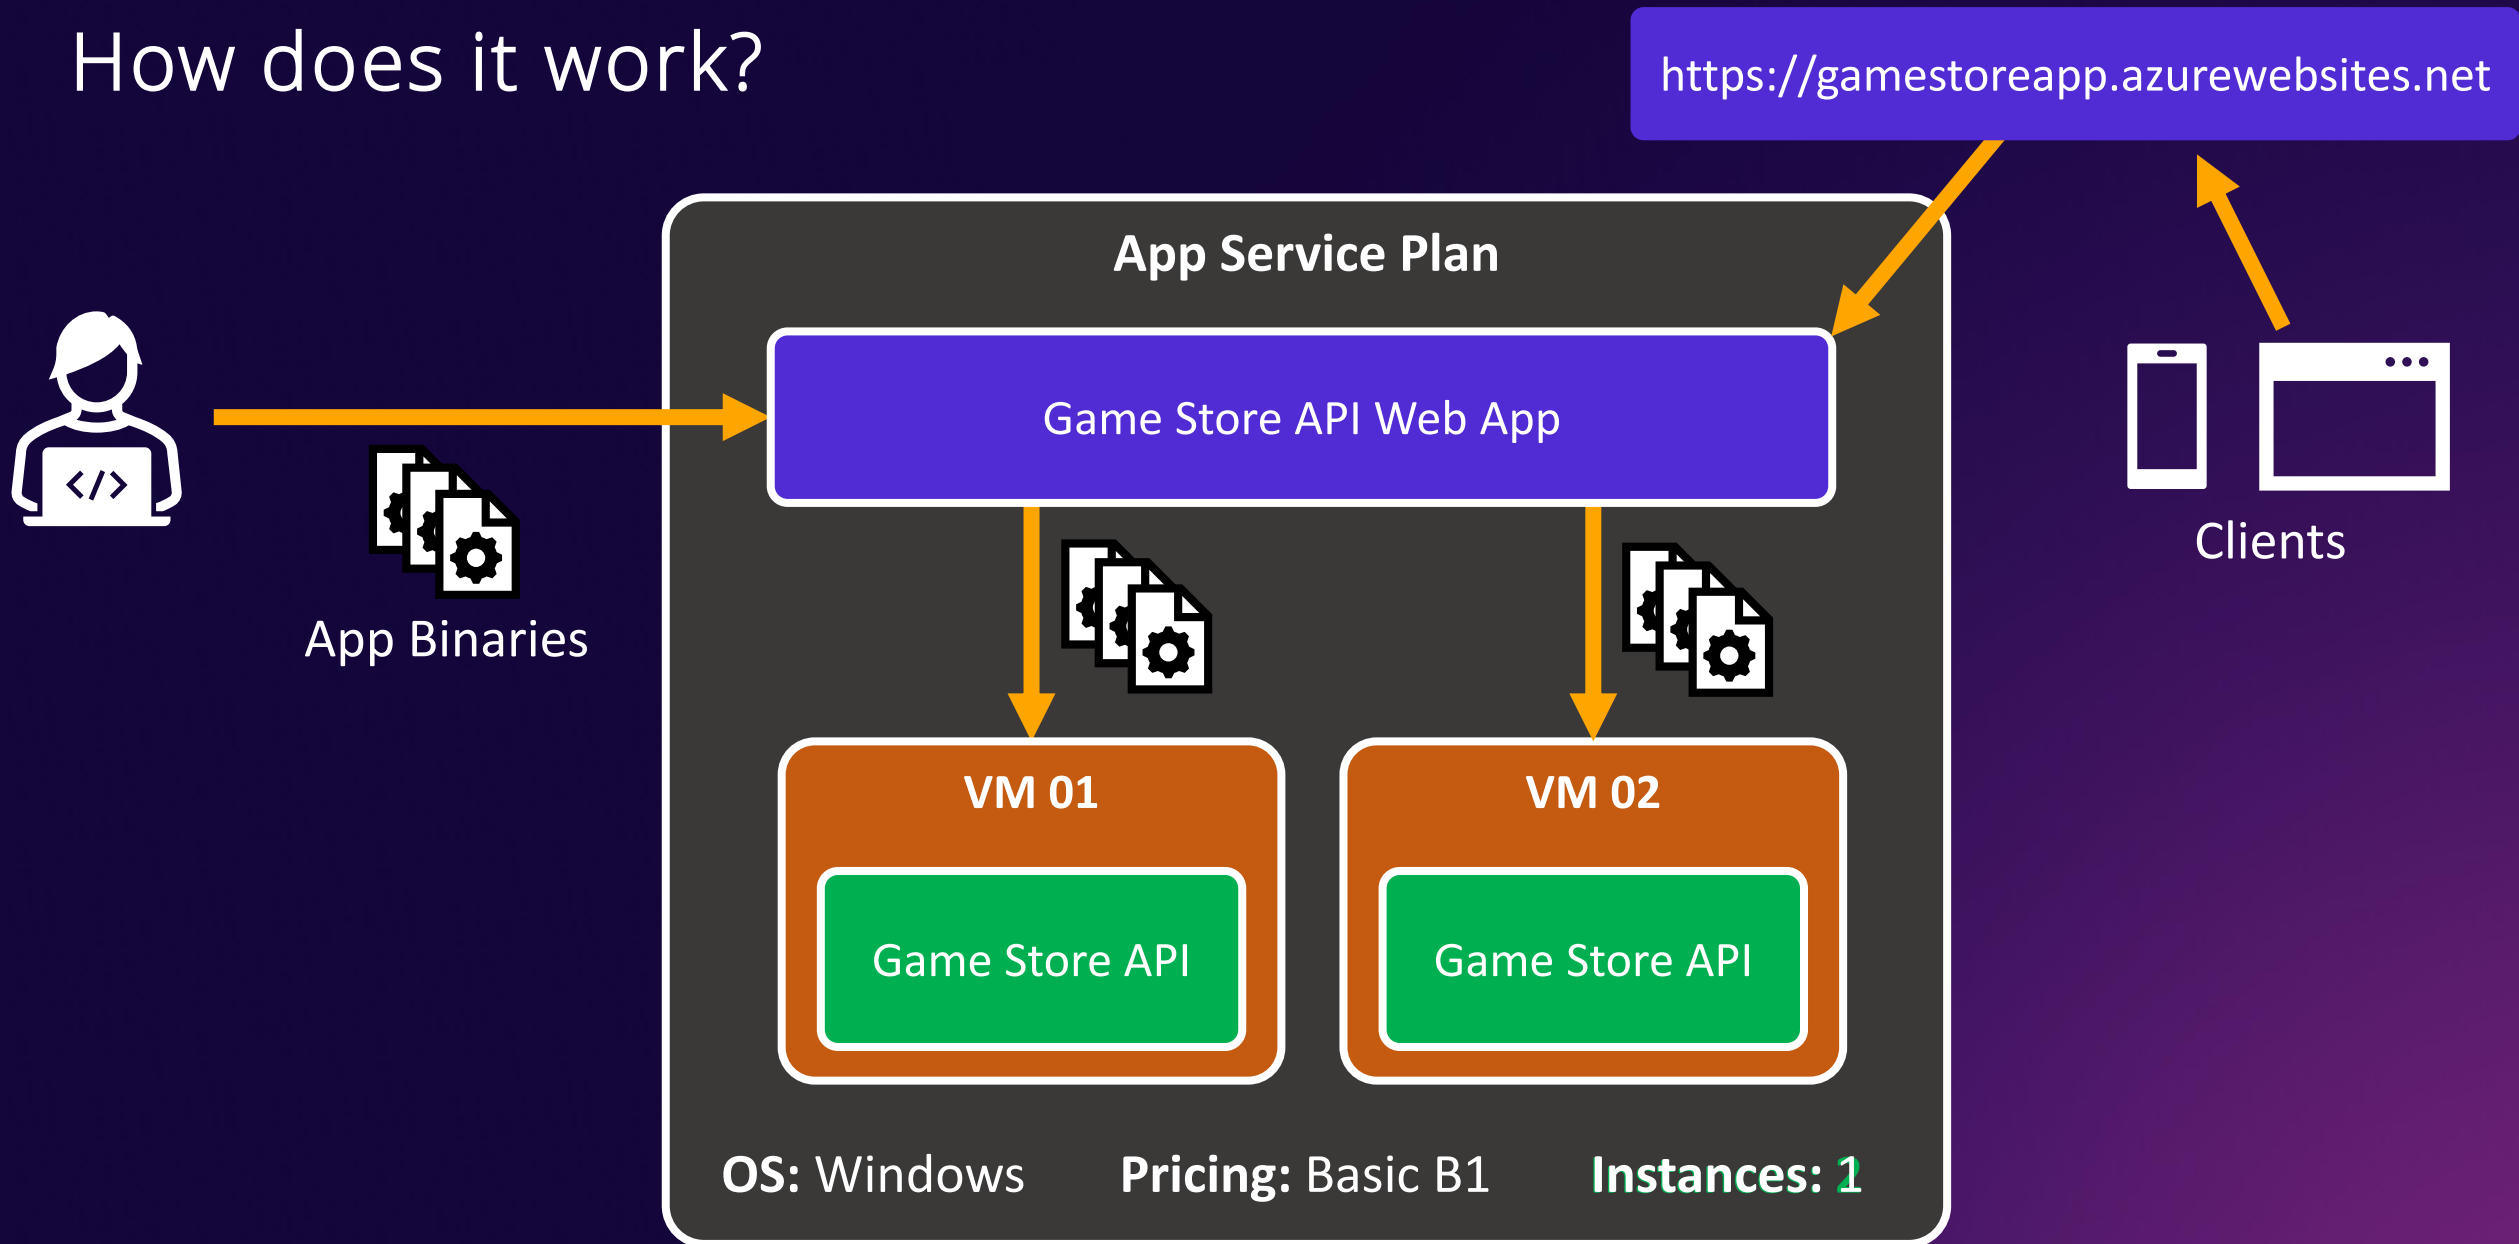 How does it work?
https://gamestoreapp.azurewebsites.net
App Service Plan
Game Store API Web App
</>
App Binaries
Clients
VM 01
VM 02
Game Store API
Game Store API
OS: Windows
Pricing: Basic B1
Instances: 1